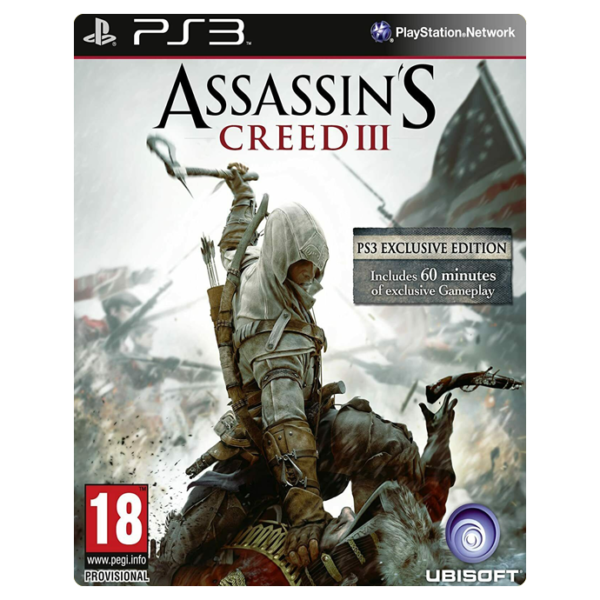 PS3™
PlayStation®Network
ASSASSIN'S
CREED® III
PS3 EXCLUSIVE EDITION
Includes 60 minutes
of exclusive Gameplay
18
www.pegi.info
PROVISIONAL
UBISOFT®